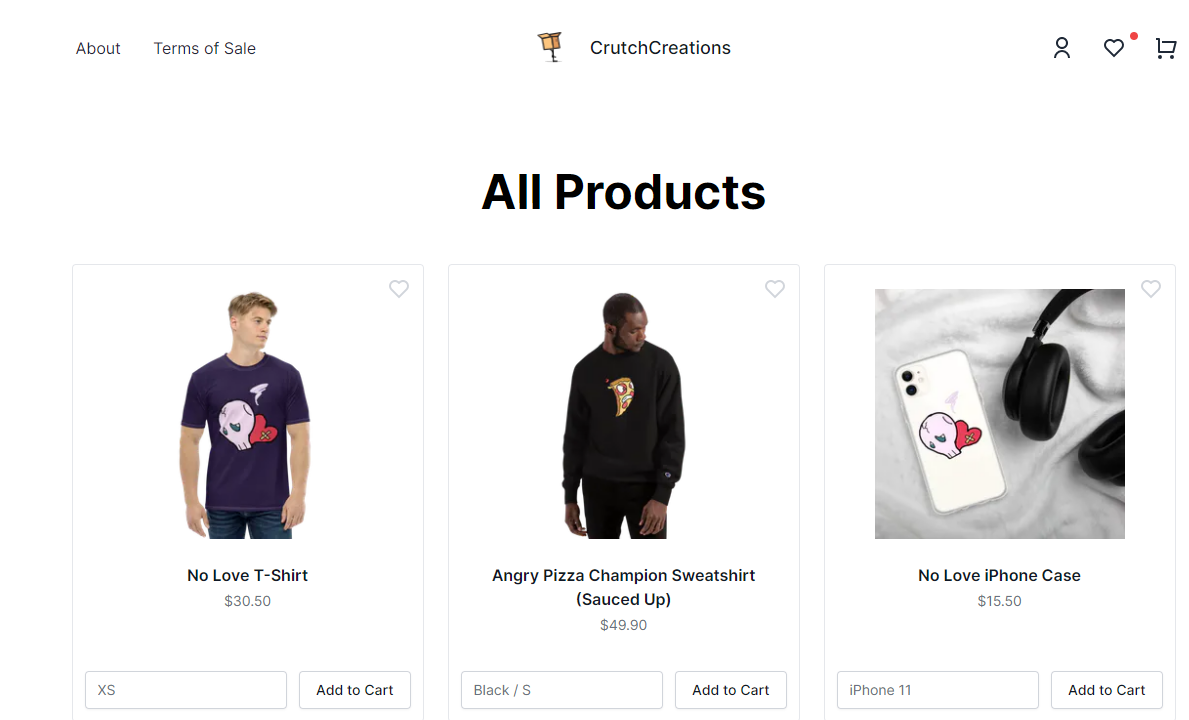 About
Terms of Sale
CrutchCreations
All Products
No Love T-Shirt
$30.50
XS
Add to Cart
Angry Pizza Champion Sweatshirt
(Sauced Up)
$49.90
Black / S
Add to Cart
No Love iPhone Case
$15.50
iPhone 11
Add to Cart